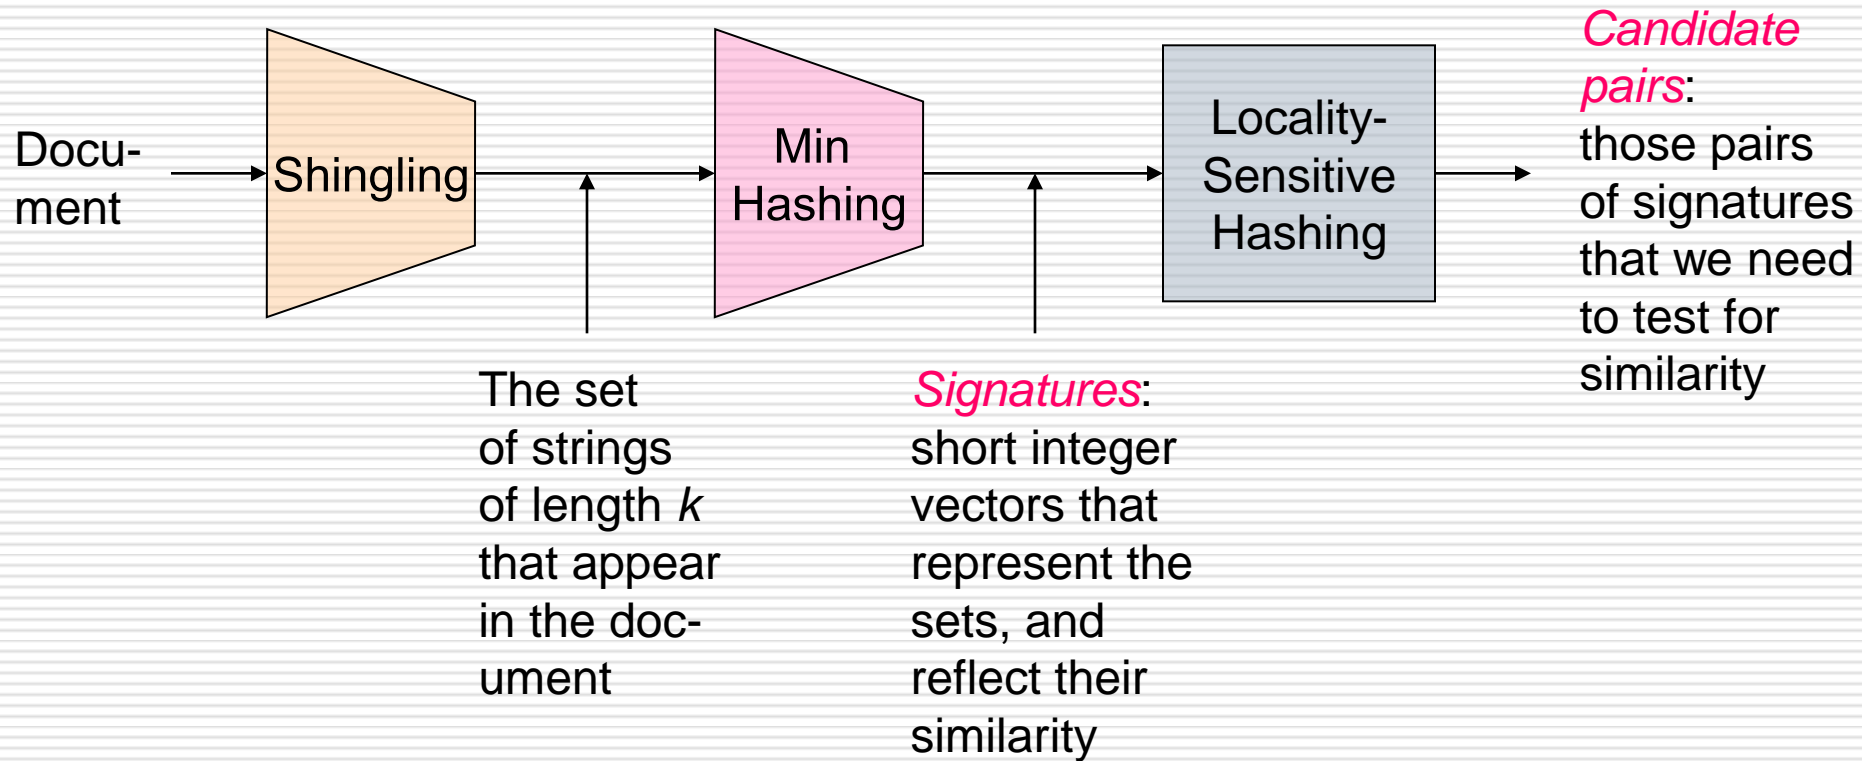 Docu-
ment
Shingling
The set
of strings
of length k
that appear
in the doc-
ument
Min
Hashing
Signatures:
short integer
vectors that
represent the
sets, and
reflect their
similarity
Locality-
Sensitive
Hashing
Candidate
pairs:
those pairs
of signatures
that we need
to test for
similarity